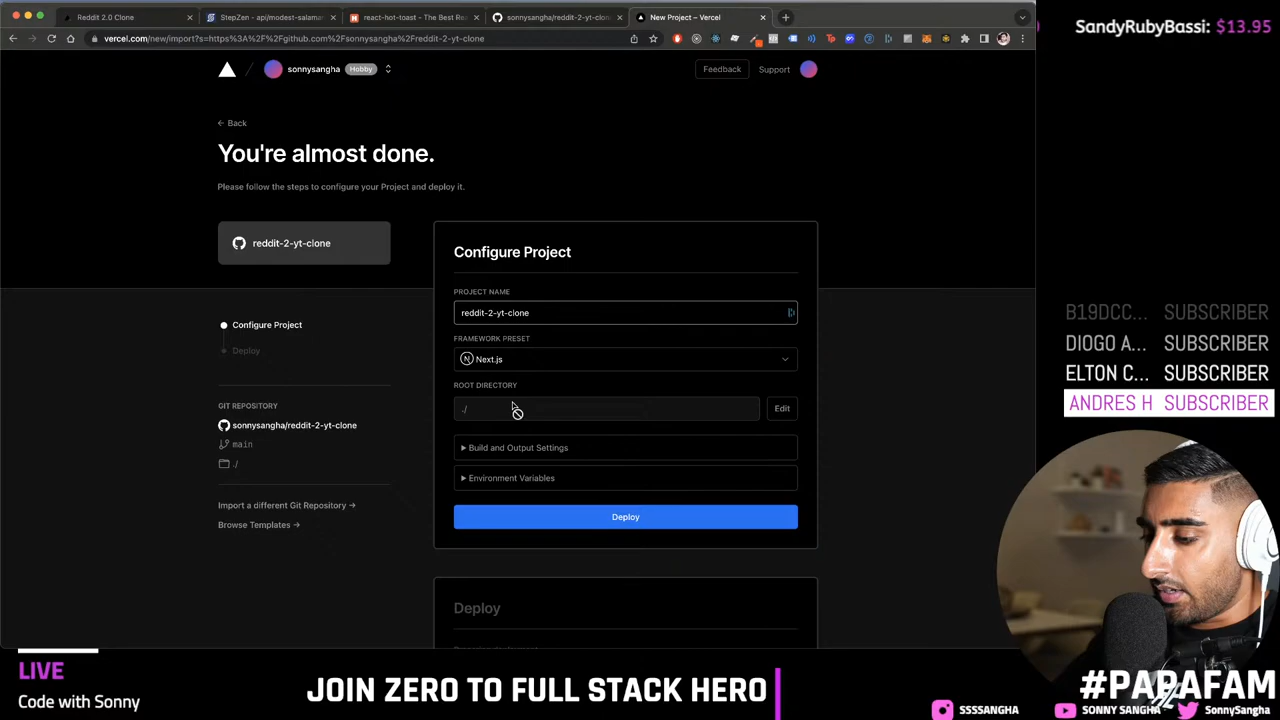 Reddit 2.0 Clone
StepZen - api/modest-salama
react-hot-toast - The Best Re
sonnysangha/reddit-2-yt-clone
New Project – Vercel
vercel.com/new/import?s=https%3A%2F%2Fgithub.com%2Fsonnysangha%2Freddit-2-yt-clone
SandyRubyBassi: $13.95
sonnysangha Hobby
Feedback
Support
← Back
You're almost done.
Please follow the steps to configure your Project and deploy it.
reddit-2-yt-clone
Configure Project
Deploy
GIT REPOSITORY
sonnysangha/reddit-2-yt-clone
main
./
Import a different Git Repository →
Browse Templates →
Configure Project
PROJECT NAME
reddit-2-yt-clone
FRAMEWORK PRESET
N Next.js
ROOT DIRECTORY
./
Edit
Build and Output Settings
Environment Variables
Deploy
Deploy
B19DCC... SUBSCRIBER
DIOGO A... SUBSCRIBER
ELTON C... SUBSCRIBER
ANDRES H SUBSCRIBER
LIVE
Code with Sonny
JOIN ZERO TO FULL STACK HERO
#PAPAFAM
SSSSANGHA
SONNY SANGHA
SonnySangha